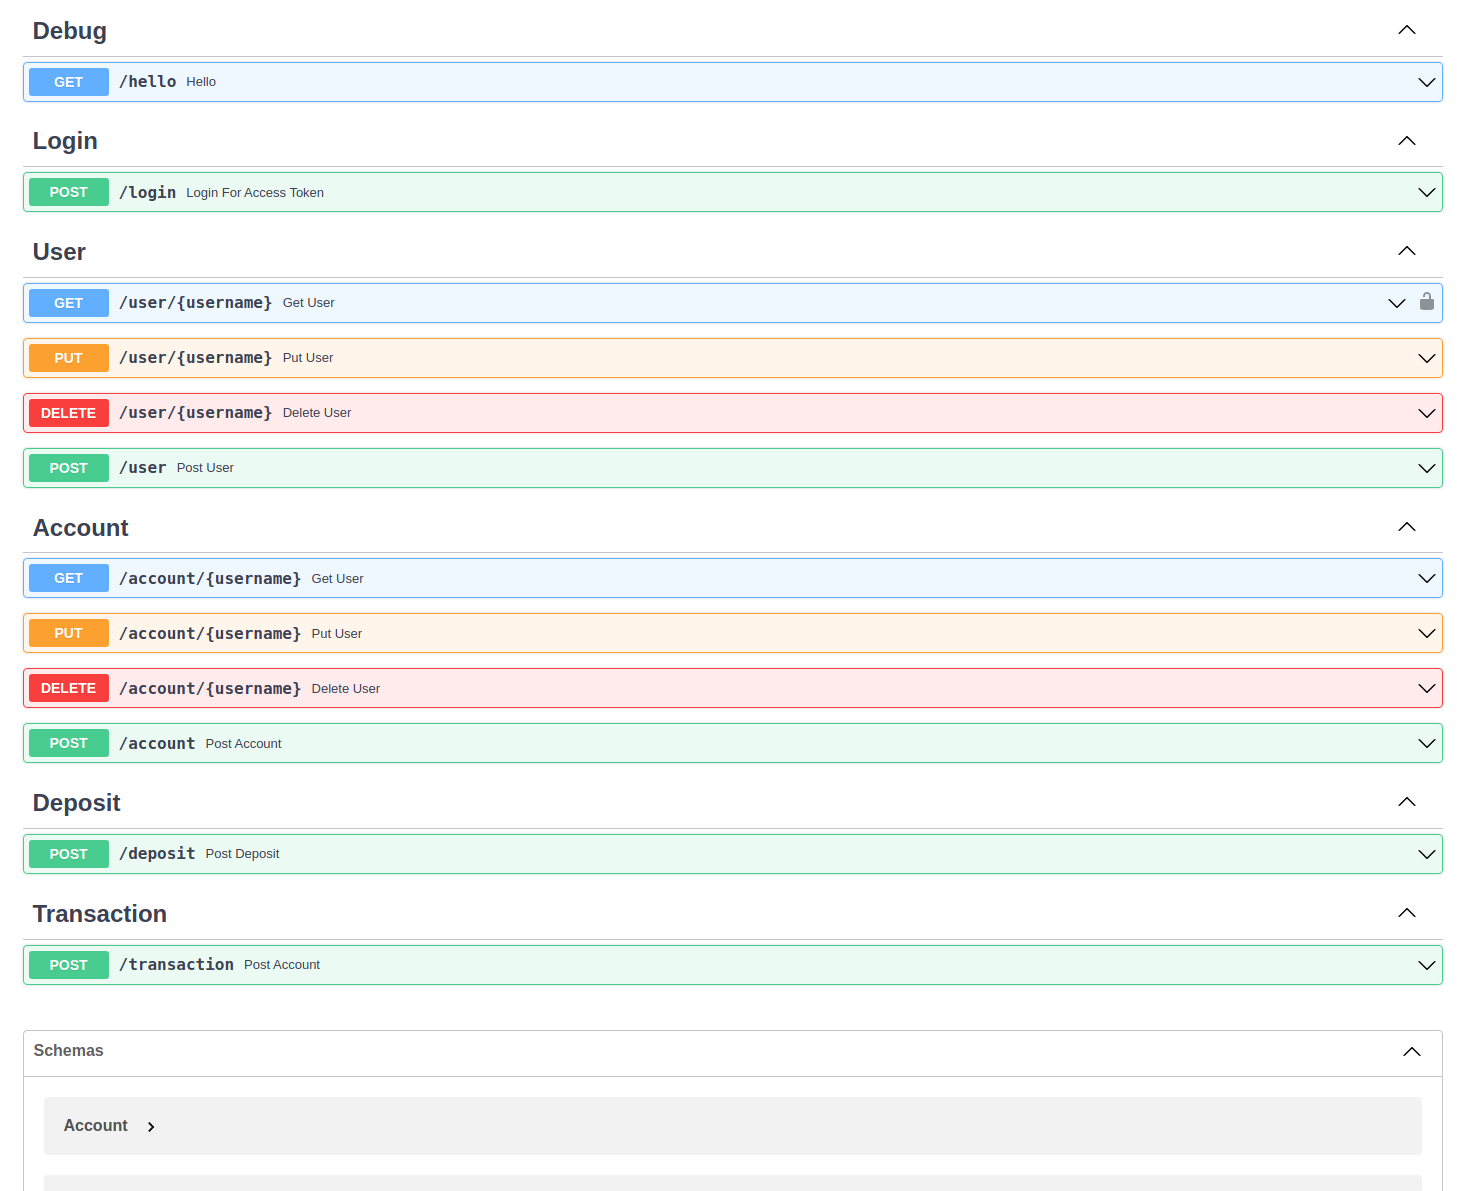 Debug
GET /hello Hello
Login
POST /login Login For Access Token
User
GET /user/{username} Get User
PUT /user/{username} Put User
DELETE /user/{username} Delete User
POST /user Post User
Account
GET /account/{username} Get User
PUT /account/{username} Put User
DELETE /account/{username} Delete User
POST /account Post Account
Deposit
POST /deposit Post Deposit
Transaction
POST /transaction Post Account
Schemas
Account